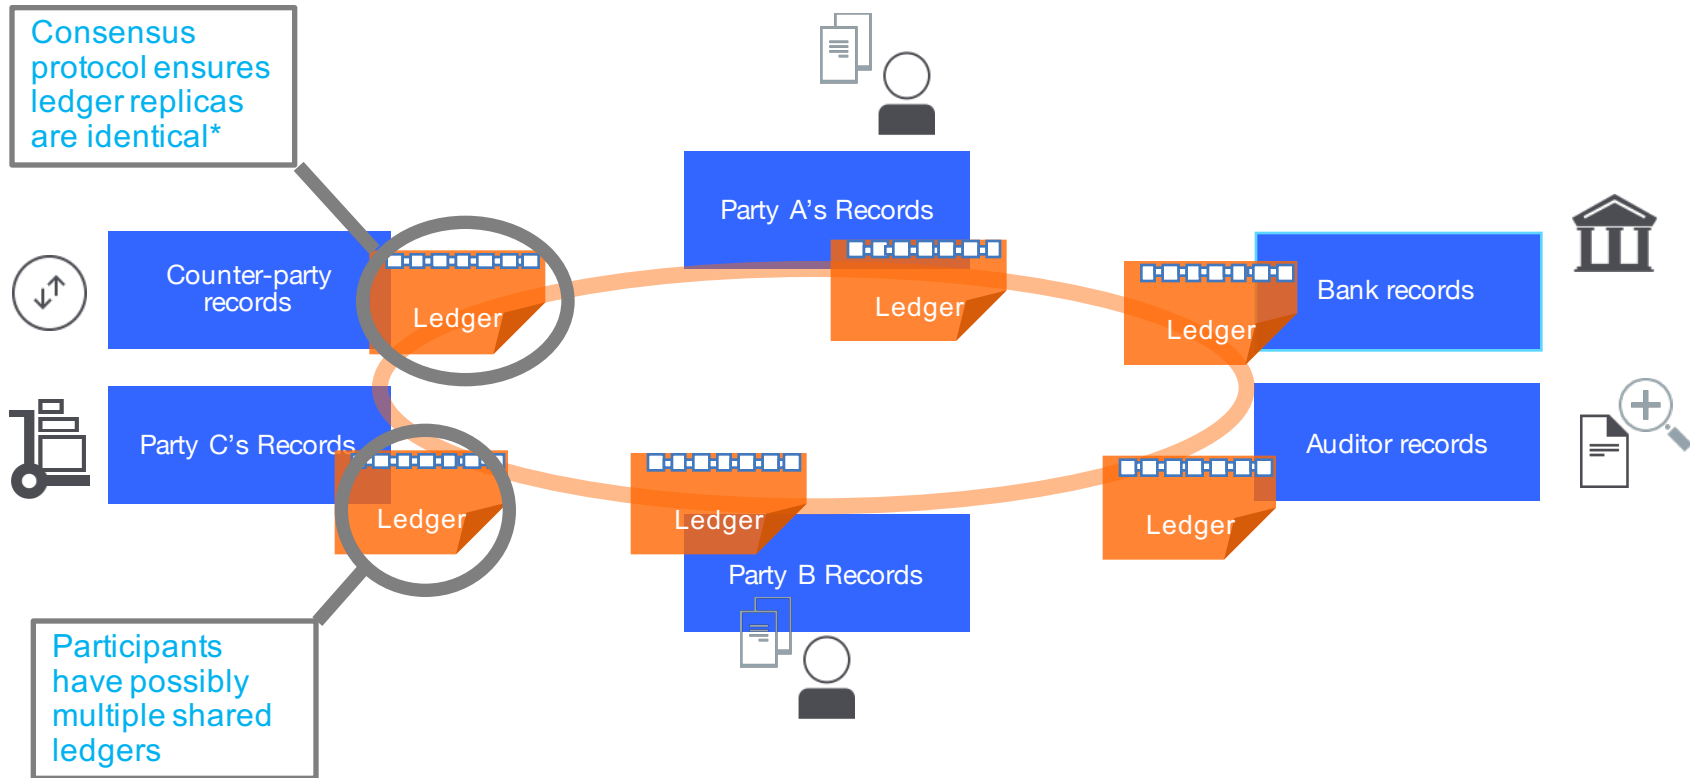 Consensus
protocol ensures
ledger replicas
are identical*
Party A's Records
Counter-party
records
Ledger
Ledger
Ledger
Bank records
Party C's Records
Ledger
Ledger
Ledger
Auditor records
Party B Records
Participants
have possibly
multiple shared
ledgers